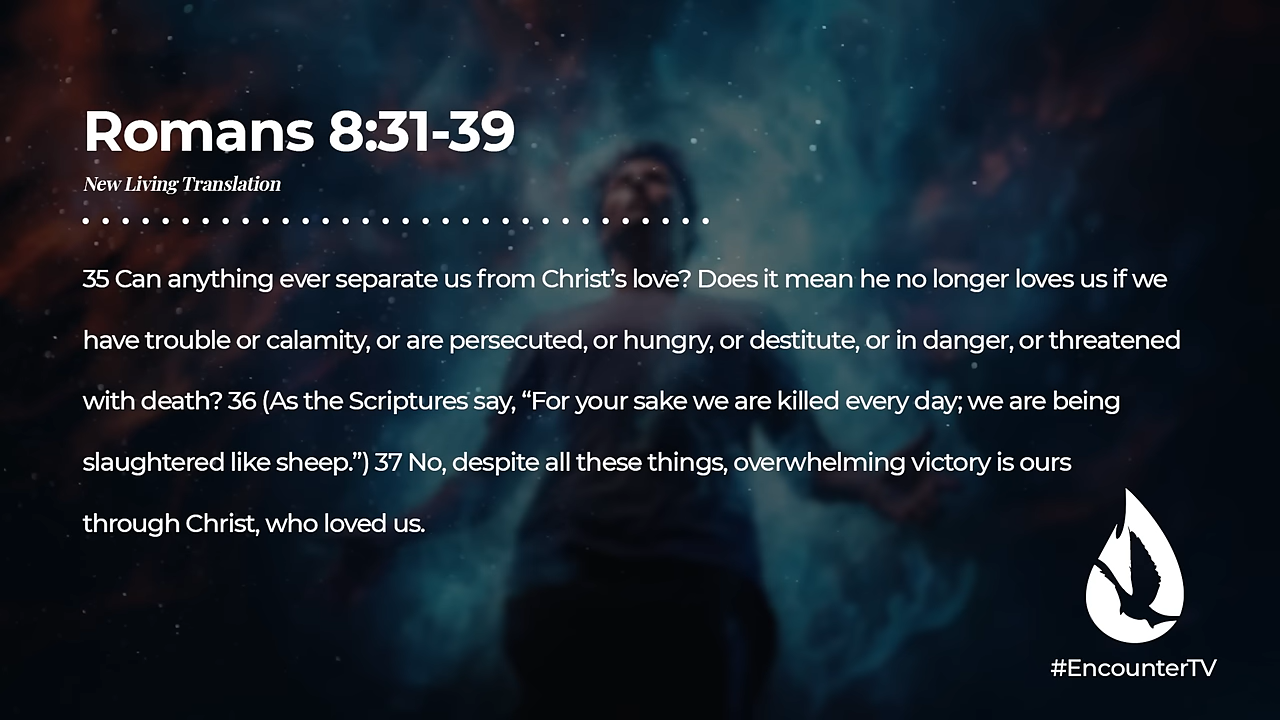 Romans 8:31-39
New Living Translation
35 Can anything ever separate us from Christ’s love? Does it mean he no longer loves us if we
have trouble or calamity, or are persecuted, or hungry, or destitute, or in danger, or threatened
with death? 36 (As the Scriptures say, “For your sake we are killed every day; we are being
slaughtered like sheep.”) 37 No, despite all these things, overwhelming victory is ours
through Christ, who loved us.
#EncounterTV